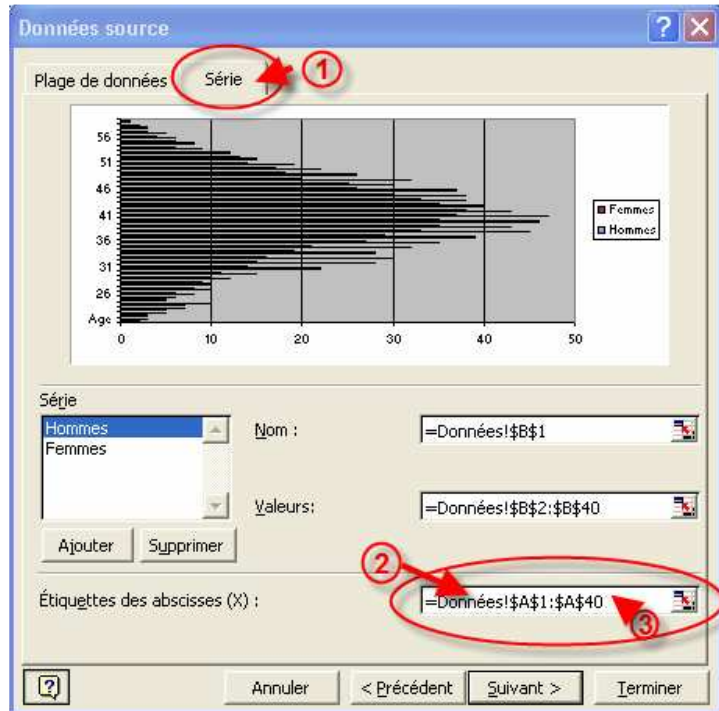 Données source
Plage de données Série 1
56
51
46
41
36
31
26
Age
0 10 20 30 40 50
Femmes
Hommes
Série
Hommes
Femmes
Nom : =Données!$B$1
Valeurs: =Données!$B$2:$B$40
Ajouter Supprimer
2
Étiquettes des abscisses (X) : =Données!$A$1:$A$40
3
? Annuler < Précédent Suivant > Terminer